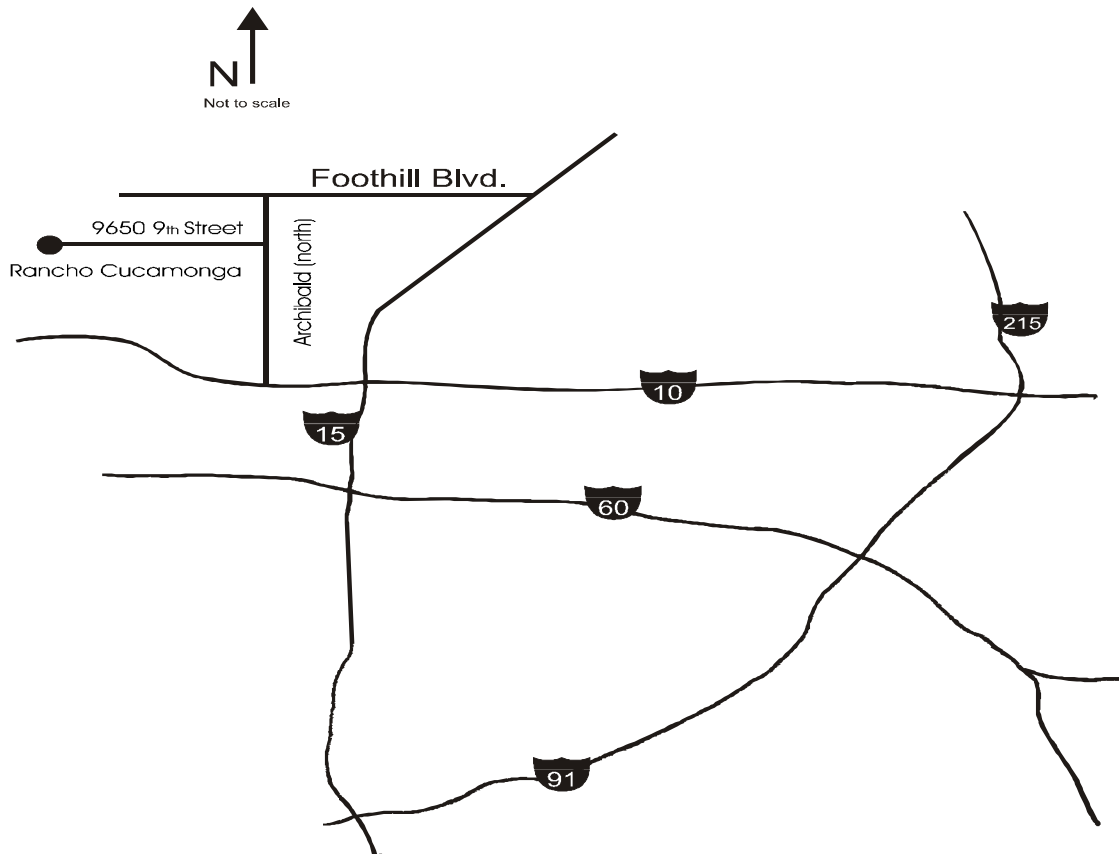 N
Not to scale
Foothill Blvd.
9650 9th Street
Rancho Cucamonga
Archibald (north)
215
10
15
60
91